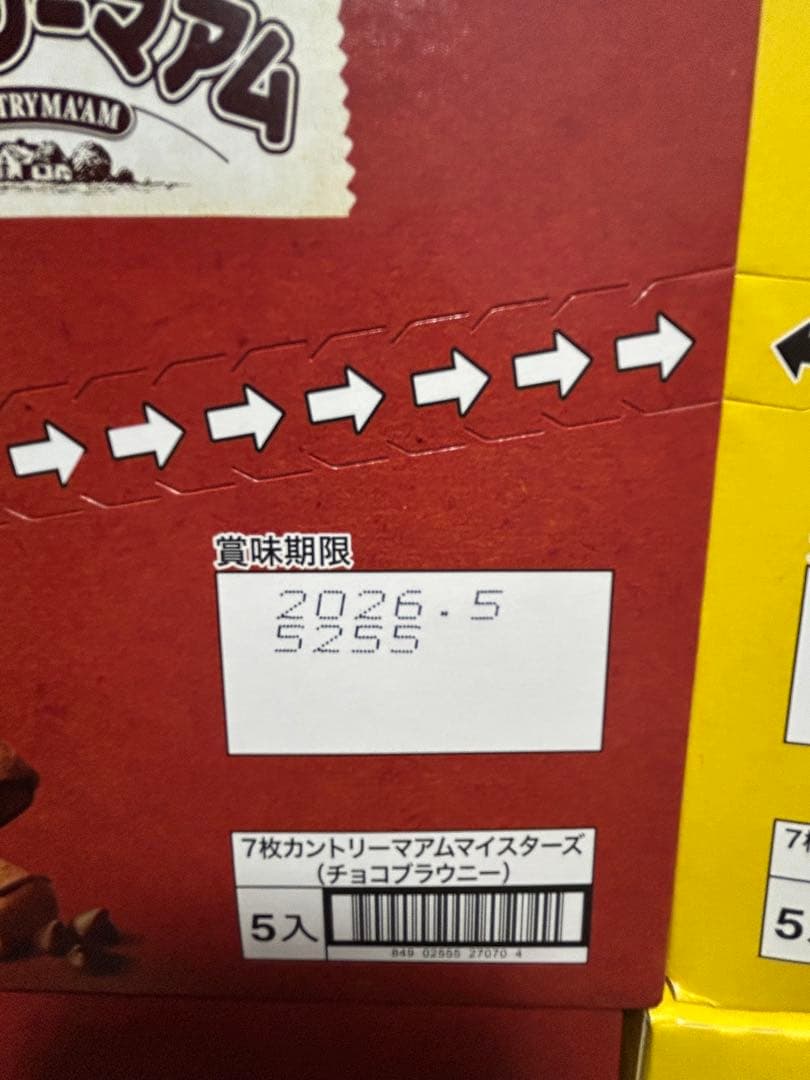 ーマアム
TRYMA'AM
賞味期限
2026.5
5255
7枚カントリーマアムマイスターズ
(チョコブラウニー)
5入
849 02555 27070 4
7
5